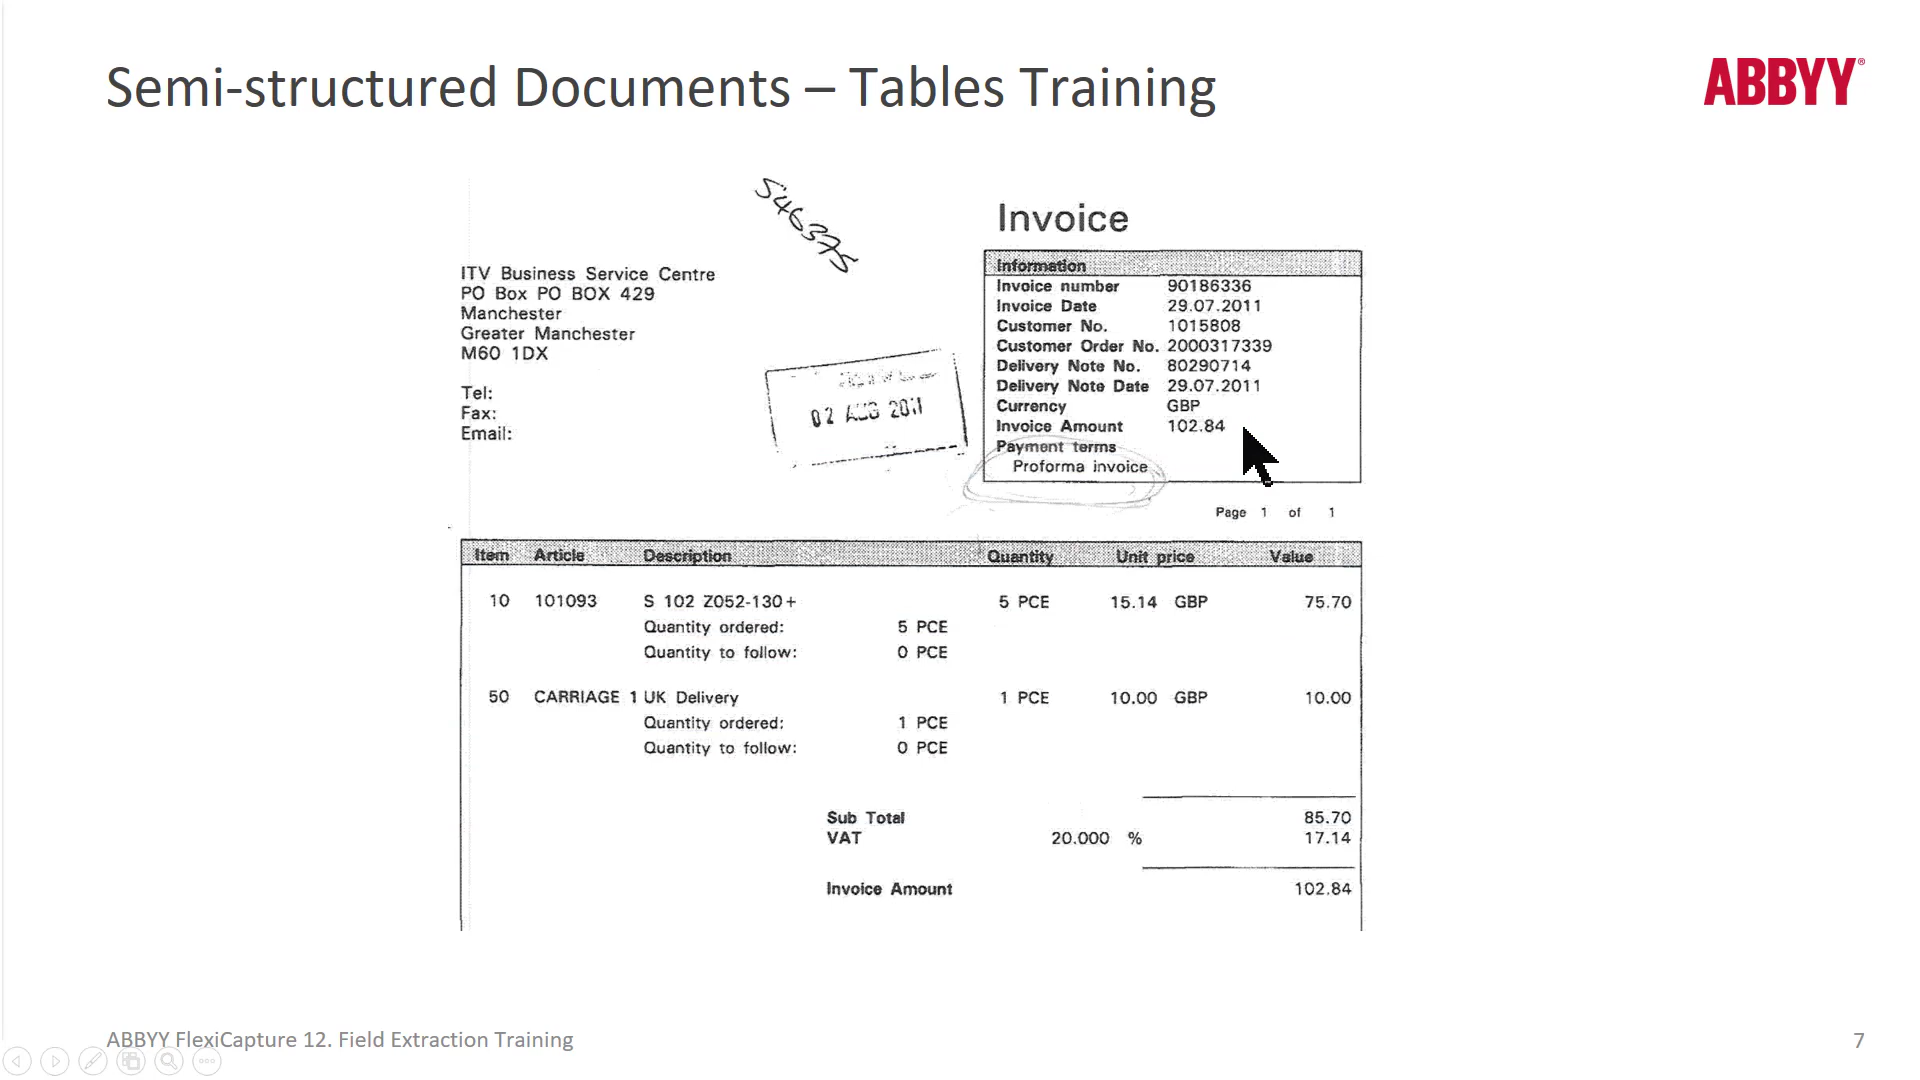 Semi-structured Documents – Tables Training
ABBYY®
546375
Invoice
ITV Business Service Centre
PO Box PO BOX 429
Manchester
Greater Manchester
M60 1DX
Tel:
Fax:
Email:
02 AUG 2011
Information
Invoice number 90186336
Invoice Date 29.07.2011
Customer No. 1015808
Customer Order No. 2000317339
Delivery Note No. 80290714
Delivery Note Date 29.07.2011
Currency GBP
Invoice Amount 102.84
Payment terms
Proforma invoice
Page 1 of 1
Item Article Description Quantity Unit price Value
10 101093 S 102 Z052-130+ 5 PCE 15.14 GBP 75.70
Quantity ordered: 5 PCE
Quantity to follow: 0 PCE
50 CARRIAGE 1 UK Delivery 1 PCE 10.00 GBP 10.00
Quantity ordered: 1 PCE
Quantity to follow: 0 PCE
Sub Total 85.70
VAT 20.000 % 17.14
Invoice Amount 102.84
ABBYY FlexiCapture 12. Field Extraction Training
7